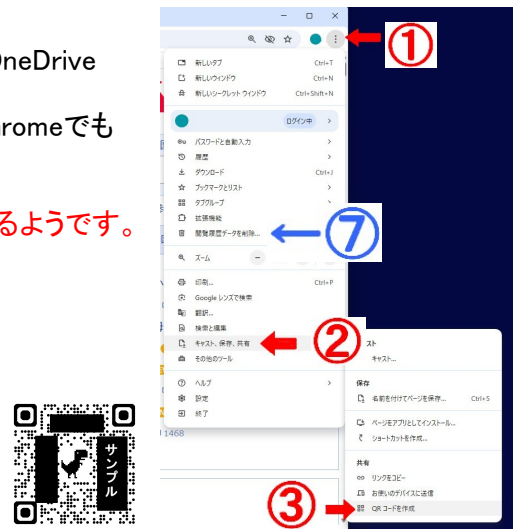 OneDrive
romeでも
るようです。
サンプル
①
新しいタブ Ctrl+T
新しいウィンドウ Ctrl+N
新しいシークレット ウィンドウ Ctrl+Shift+N
ログイン中
パスワードと自動入力
履歴
ダウンロード Ctrl+J
ブックマークとリスト
タブグループ
拡張機能
閲覧履歴データを削除...
⑦
ズーム
印刷... Ctrl+P
Google レンズで検索
翻訳...
検索と編集
キャスト、保存、共有
②
その他のツール
ヘルプ
設定
終了
1468
スト
キャスト...
保存
名前を付けてページを保存... Ctrl+S
ページをアプリとしてインストール...
ショートカットを作成...
共有
リンクをコピー
お使いのデバイスに送信
QR コードを作成
③